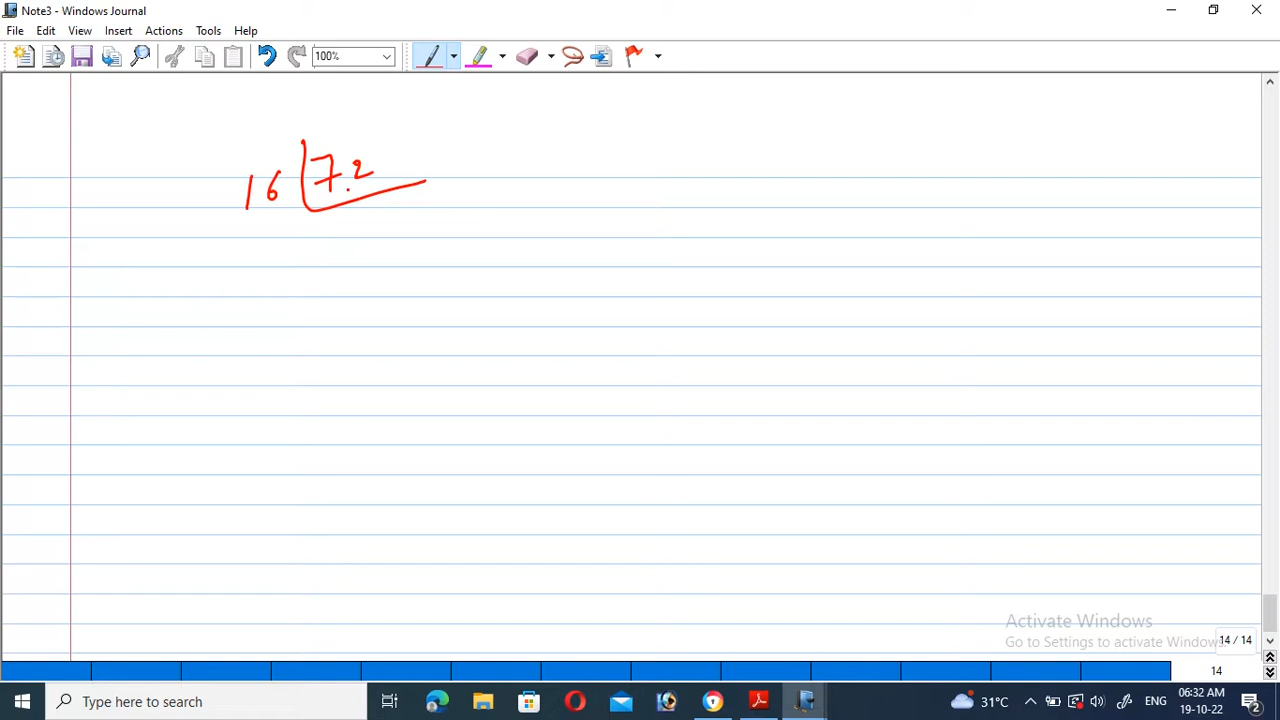 Note3 - Windows Journal
File Edit View Insert Actions Tools Help
100%
16 7.2
Activate Windows
Go to Settings to activate Windows.
14 / 14
14
Type here to search
31°C
ENG
06:32 AM
19-10-22
2